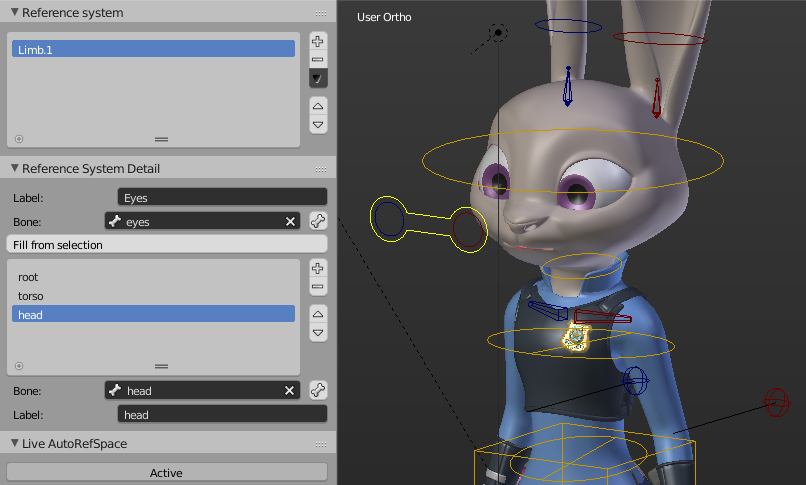 Reference system
User Ortho
Limb.1
Reference System Detail
Label: Eyes
Bone: eyes
Fill from selection
root
torso
head
Bone: head
Label: head
Live AutoRefSpace
Active